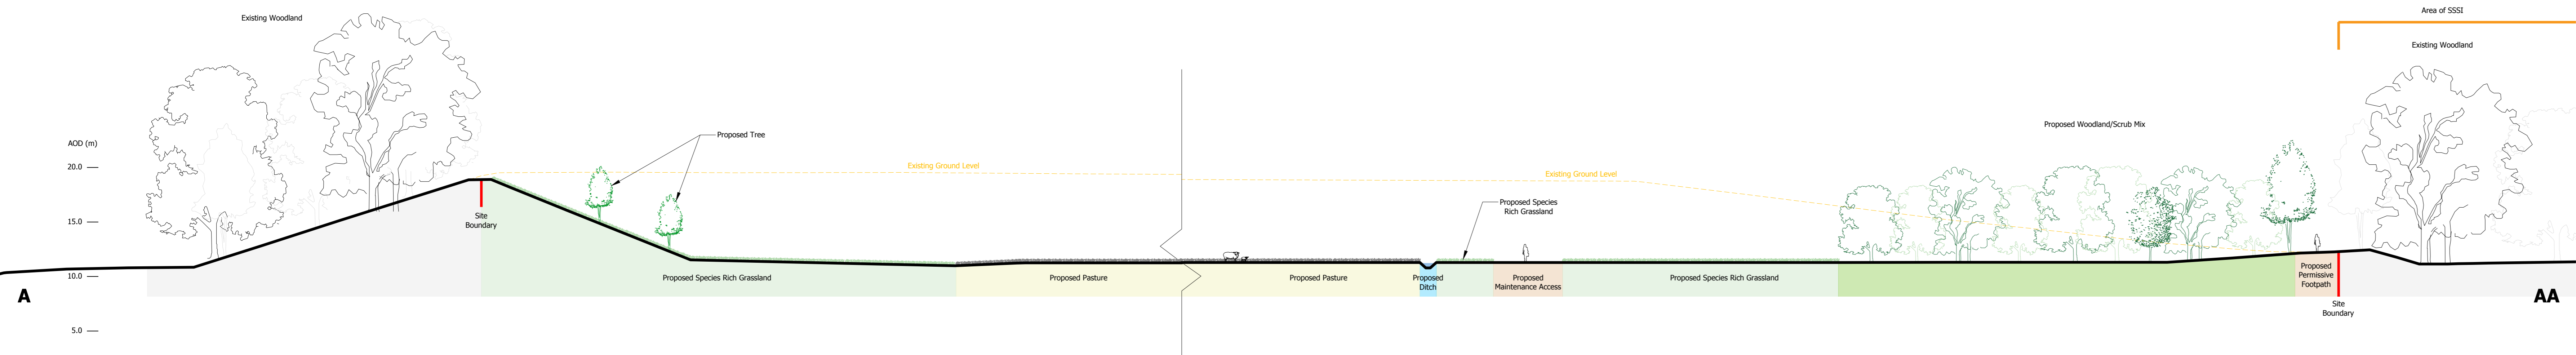 Existing Woodland
Area of SSSI
Existing Woodland
Proposed Woodland/Scrub Mix
Proposed Tree
AOD (m)
20.0
Existing Ground Level
Existing Ground Level
Proposed Species
Rich Grassland
Site
Boundary
15.0
10.0
Proposed Species Rich Grassland
Proposed Pasture
Proposed Pasture
Proposed
Ditch
Proposed
Maintenance Access
Proposed Species Rich Grassland
Proposed
Permissive
Footpath
A
AA
Site
Boundary
5.0